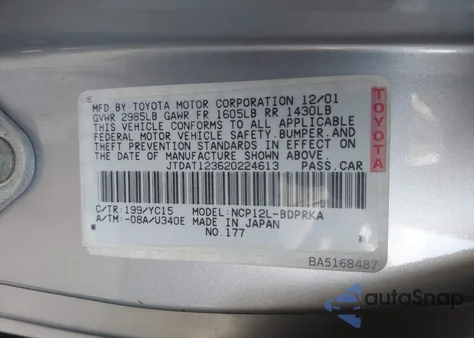 MFD.BY:TOYOTA MOTOR CORPORATION 12/01
GVWR 2985LB GAWR FR 1605LB RR 1430LB
THIS VEHICLE CONFORMS TO ALL APPLICABLE
FEDERAL MOTOR VEHICLE SAFETY,BUMPER,AND
THEFT PREVENTION STANDARDS IN EFFECT ON
THE DATE OF MANUFACTURE SHOWN ABOVE.
JTDAT123620224613 PASS.CAR
C/TR:199/YC15 MODEL:NCP12L-BDPRKA
A/TM:-08A/U340E MADE IN JAPAN
NO.177
TOYOTA
BA5168487
autoSnap